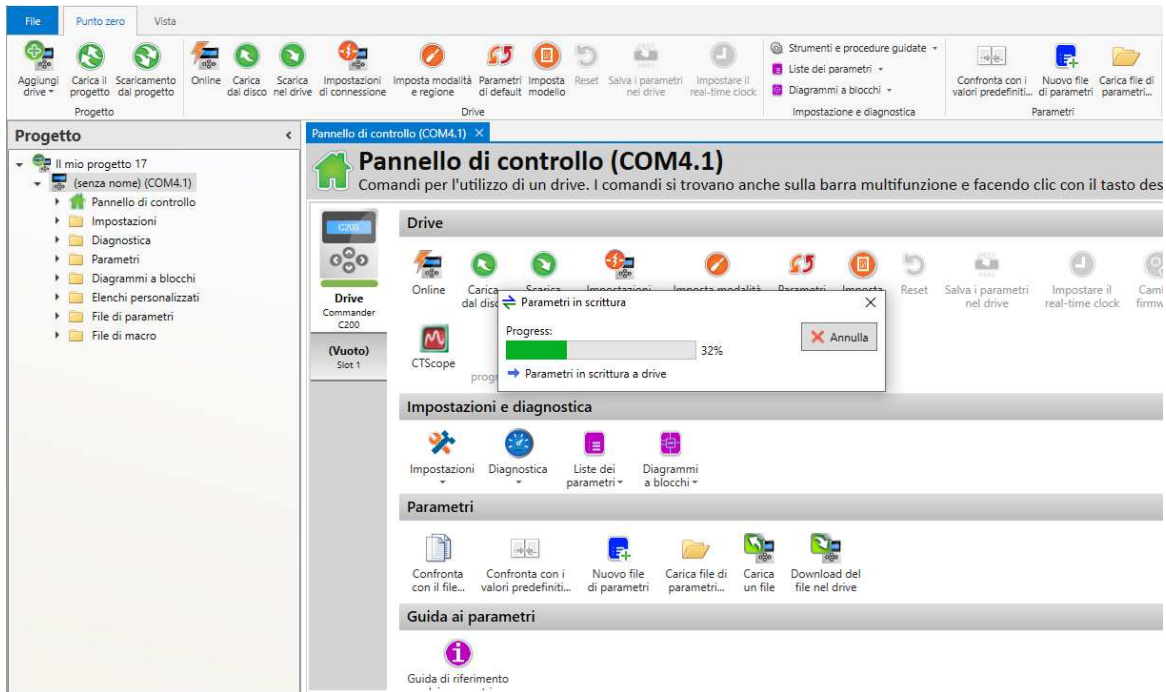 File Punto zero Vista
Aggiungi drive Carica il progetto Scaricamento dal progetto Online Carica dal disco Scarica nel drive Impostazioni di connessione Imposta modalità e regione Parametri di default Imposta modello Reset Salva i parametri nel drive Impostare il real-time clock
Strumenti e procedure guidate
Liste dei parametri
Diagrammi a blocchi
Confronta con i valori predefiniti... Nuovo file di parametri Carica file di parametri...
Progetto Drive Impostazione e diagnostica Parametri
Progetto
Il mio progetto 17
(senza nome) (COM4.1)
Pannello di controllo
Impostazioni
Diagnostica
Parametri
Diagrammi a blocchi
Elenchi personalizzati
File di parametri
File di macro
Pannello di controllo (COM4.1)
Pannello di controllo (COM4.1)
Comandi per l'utilizzo di un drive. I comandi si trovano anche sulla barra multifunzione e facendo clic con il tasto des
C200
Drive
Commander
C200
(Vuoto)
Slot 1
Drive
Online Carica Scarica Impostazioni Imposta modalità Parametri Imposta Reset Salva i parametri Impostare il
dal disc nel drive real-time clock
CTScope
Parametri in scrittura
Progress:
32%
Annulla
Parametri in scrittura a drive
Impostazioni e diagnostica
Impostazioni Diagnostica Liste dei Diagrammi
parametri a blocchi
Parametri
Confronta Confronta con i Nuovo file Carica file di Carica Download del
con il file... valori predefiniti... di parametri parametri... un file file nel drive
Guida ai parametri
Guida di riferimento